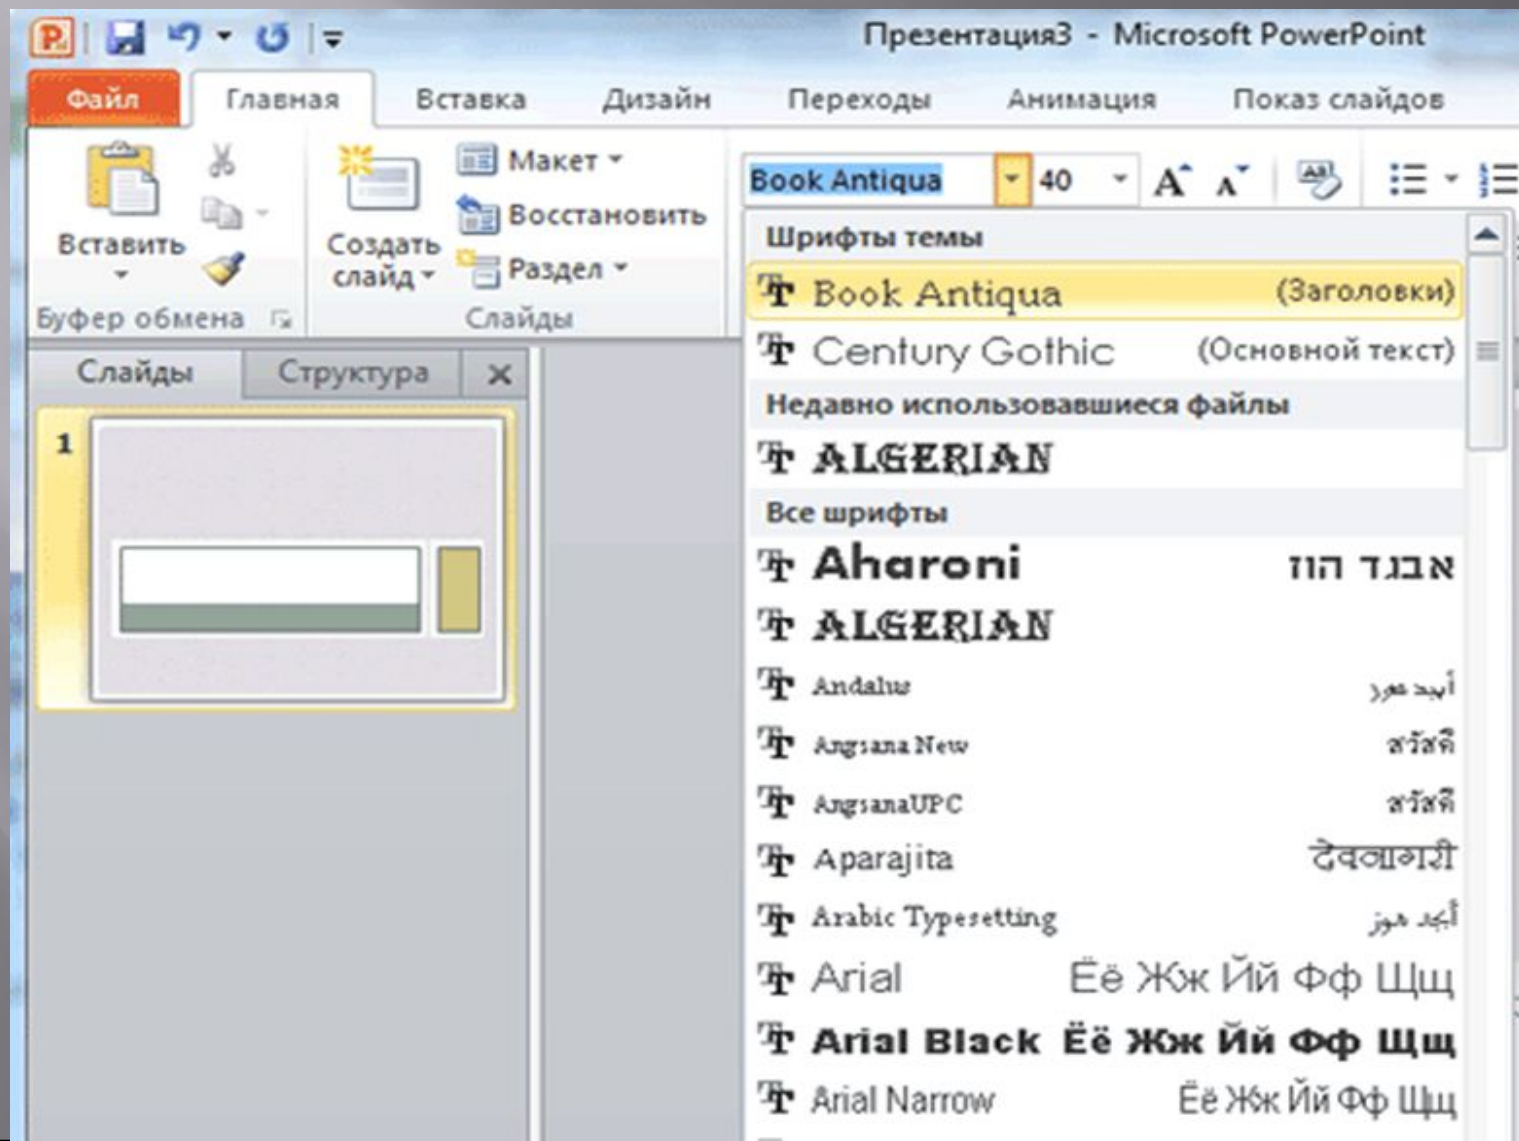 Презентация3 - Microsoft PowerPoint
Файл Главная Вставка Дизайн Переходы Анимация Показ слайдов
Вставить
Буфер обмена
Создать слайд
Макет
Восстановить
Раздел
Слайды
Book Antiqua 40
Слайды Структура
1
Шрифты темы
Book Antiqua (Заголовки)
Century Gothic (Основной текст)
Недавно использовавшиеся файлы
ALGERIAN
Все шрифты
Aharoni אבגד הוז
ALGERIAN
Andalus أبجد هوز
Angsana New สวัสดี
AngsanaUPC สวัสดี
Aparajita देवनागरी
Arabic Typesetting أبجد هوز
Arial Ёё Жж Йй Фф Щщ
Arial Black Ёё Жж Йй Фф Щщ
Arial Narrow Ёё Жж Йй Фф Щщ